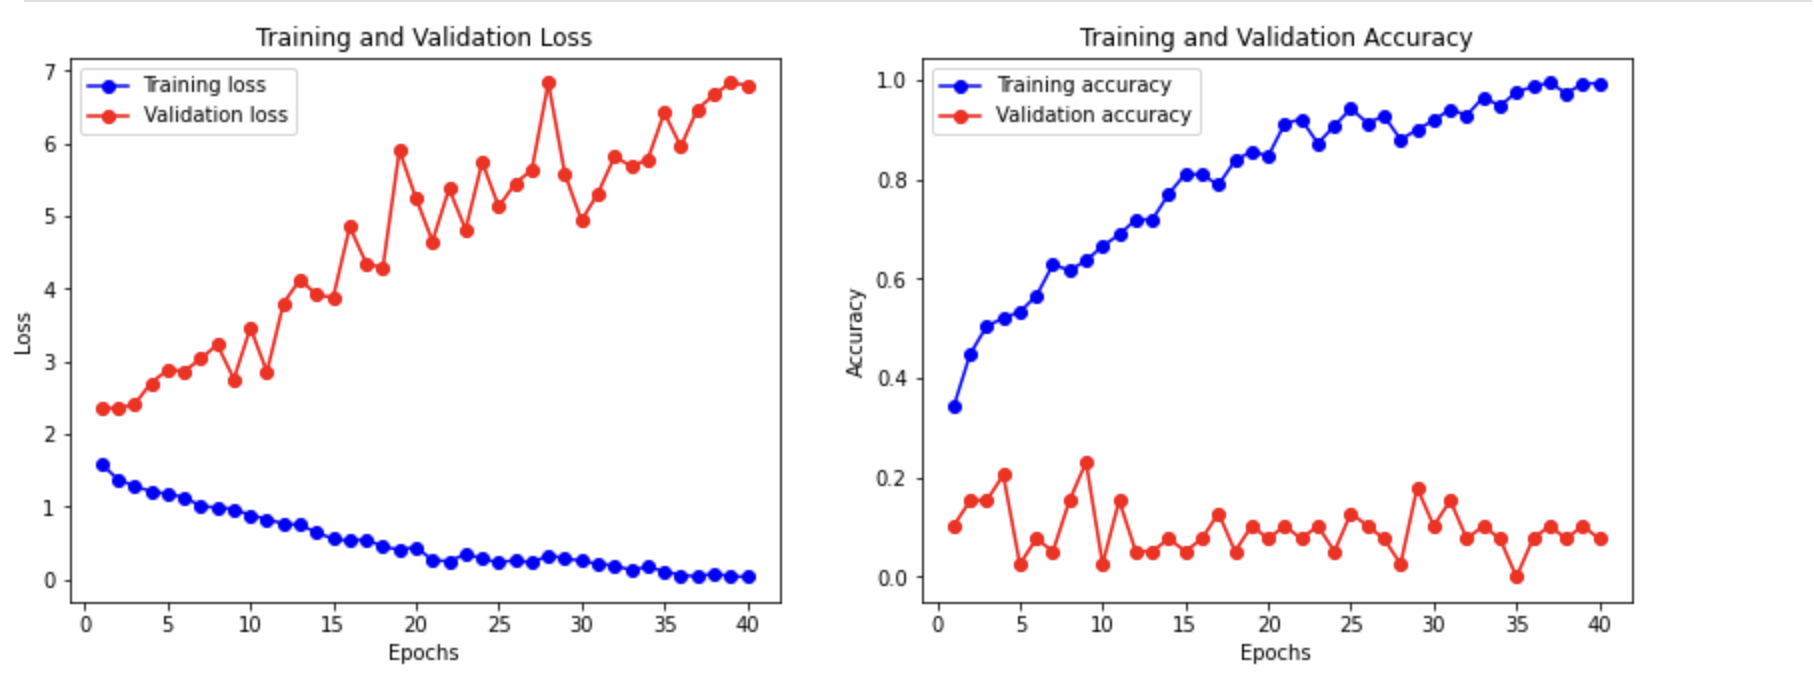 Training and Validation Loss
Training loss
Validation loss
7
6
5
4
3
2
1
0
Loss
0 5 10 15 20 25 30 35 40
Epochs
Training and Validation Accuracy
Training accuracy
Validation accuracy
1.0
0.8
0.6
0.4
0.2
0.0
Accuracy
0 5 10 15 20 25 30 35 40
Epochs